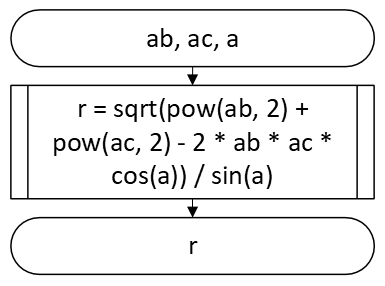 ab, ac, a
r = sqrt(pow(ab, 2) +
pow(ac, 2) - 2 * ab * ac *
cos(a)) / sin(a)
r